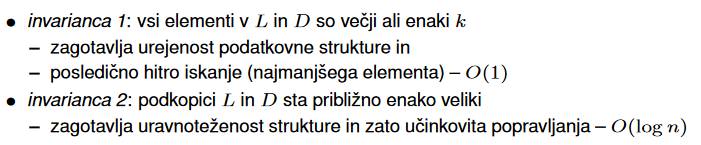 • invarianca 1: vsi elementi v L in D so večji ali enaki k
– zagotavlja urejenost podatkovne strukture in
– posledično hitro iskanje (najmanjšega elementa) – O(1)
• invarianca 2: podkopici L in D sta približno enako veliki
– zagotavlja uravnoteženost strukture in zato učinkovita popravljanja – O(log n)